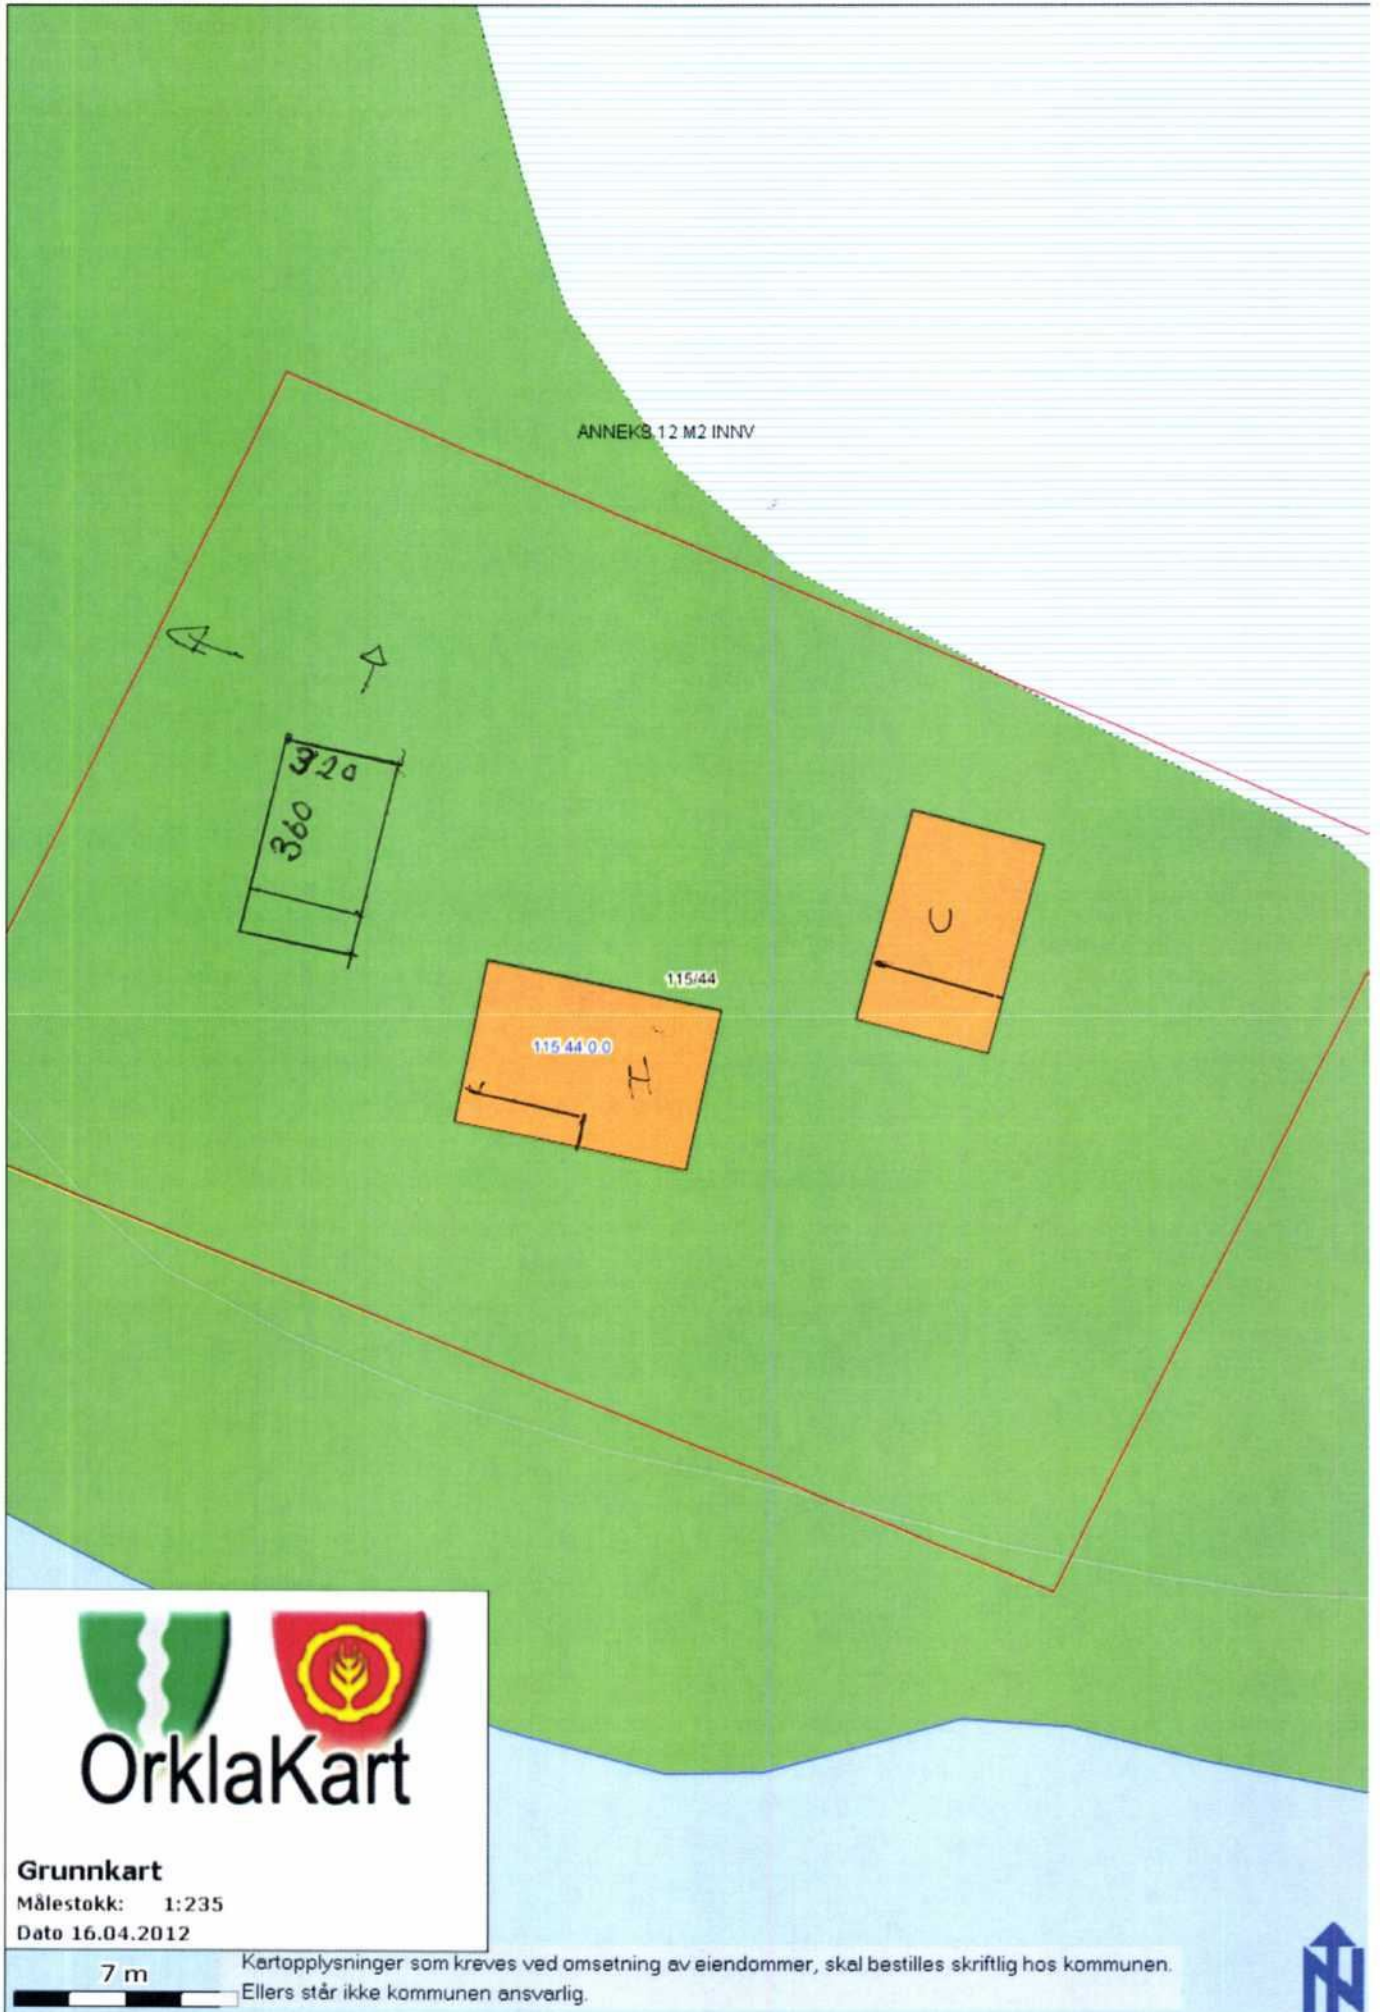 ANNEKS 12 M2 INNV
320
360
U
115/44
115.44.0.0
H
OrklaKart
Grunnkart
Målestokk: 1:235
Dato 16.04.2012
7 m
Kartopplysninger som kreves ved omsetning av eiendommer, skal bestilles skriftlig hos kommunen.
Ellers står ikke kommunen ansvarlig.
N